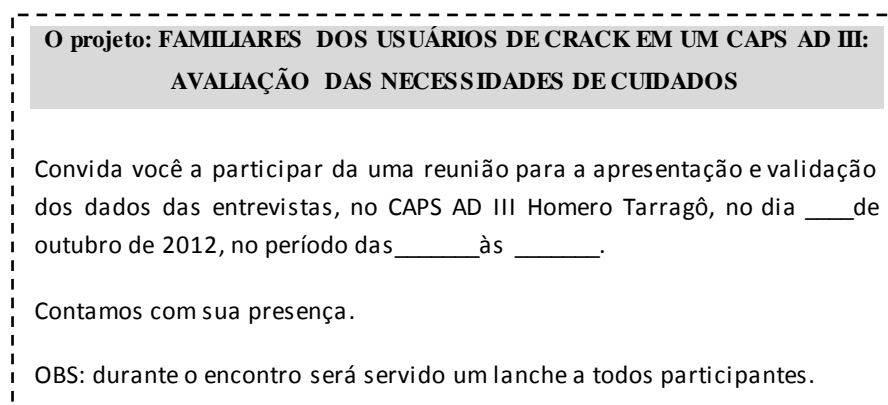 O projeto: FAMILIARES DOS USUÁRIOS DE CRACK EM UM CAPS AD III:
AVALIAÇÃO DAS NECESSIDADES DE CUIDADOS
Convida você a participar da uma reunião para a apresentação e validação
dos dados das entrevistas, no CAPS AD III Homero Tarragô, no dia ____de
outubro de 2012, no período das_______às _______.
Contamos com sua presença.
OBS: durante o encontro será servido um lanche a todos participantes.